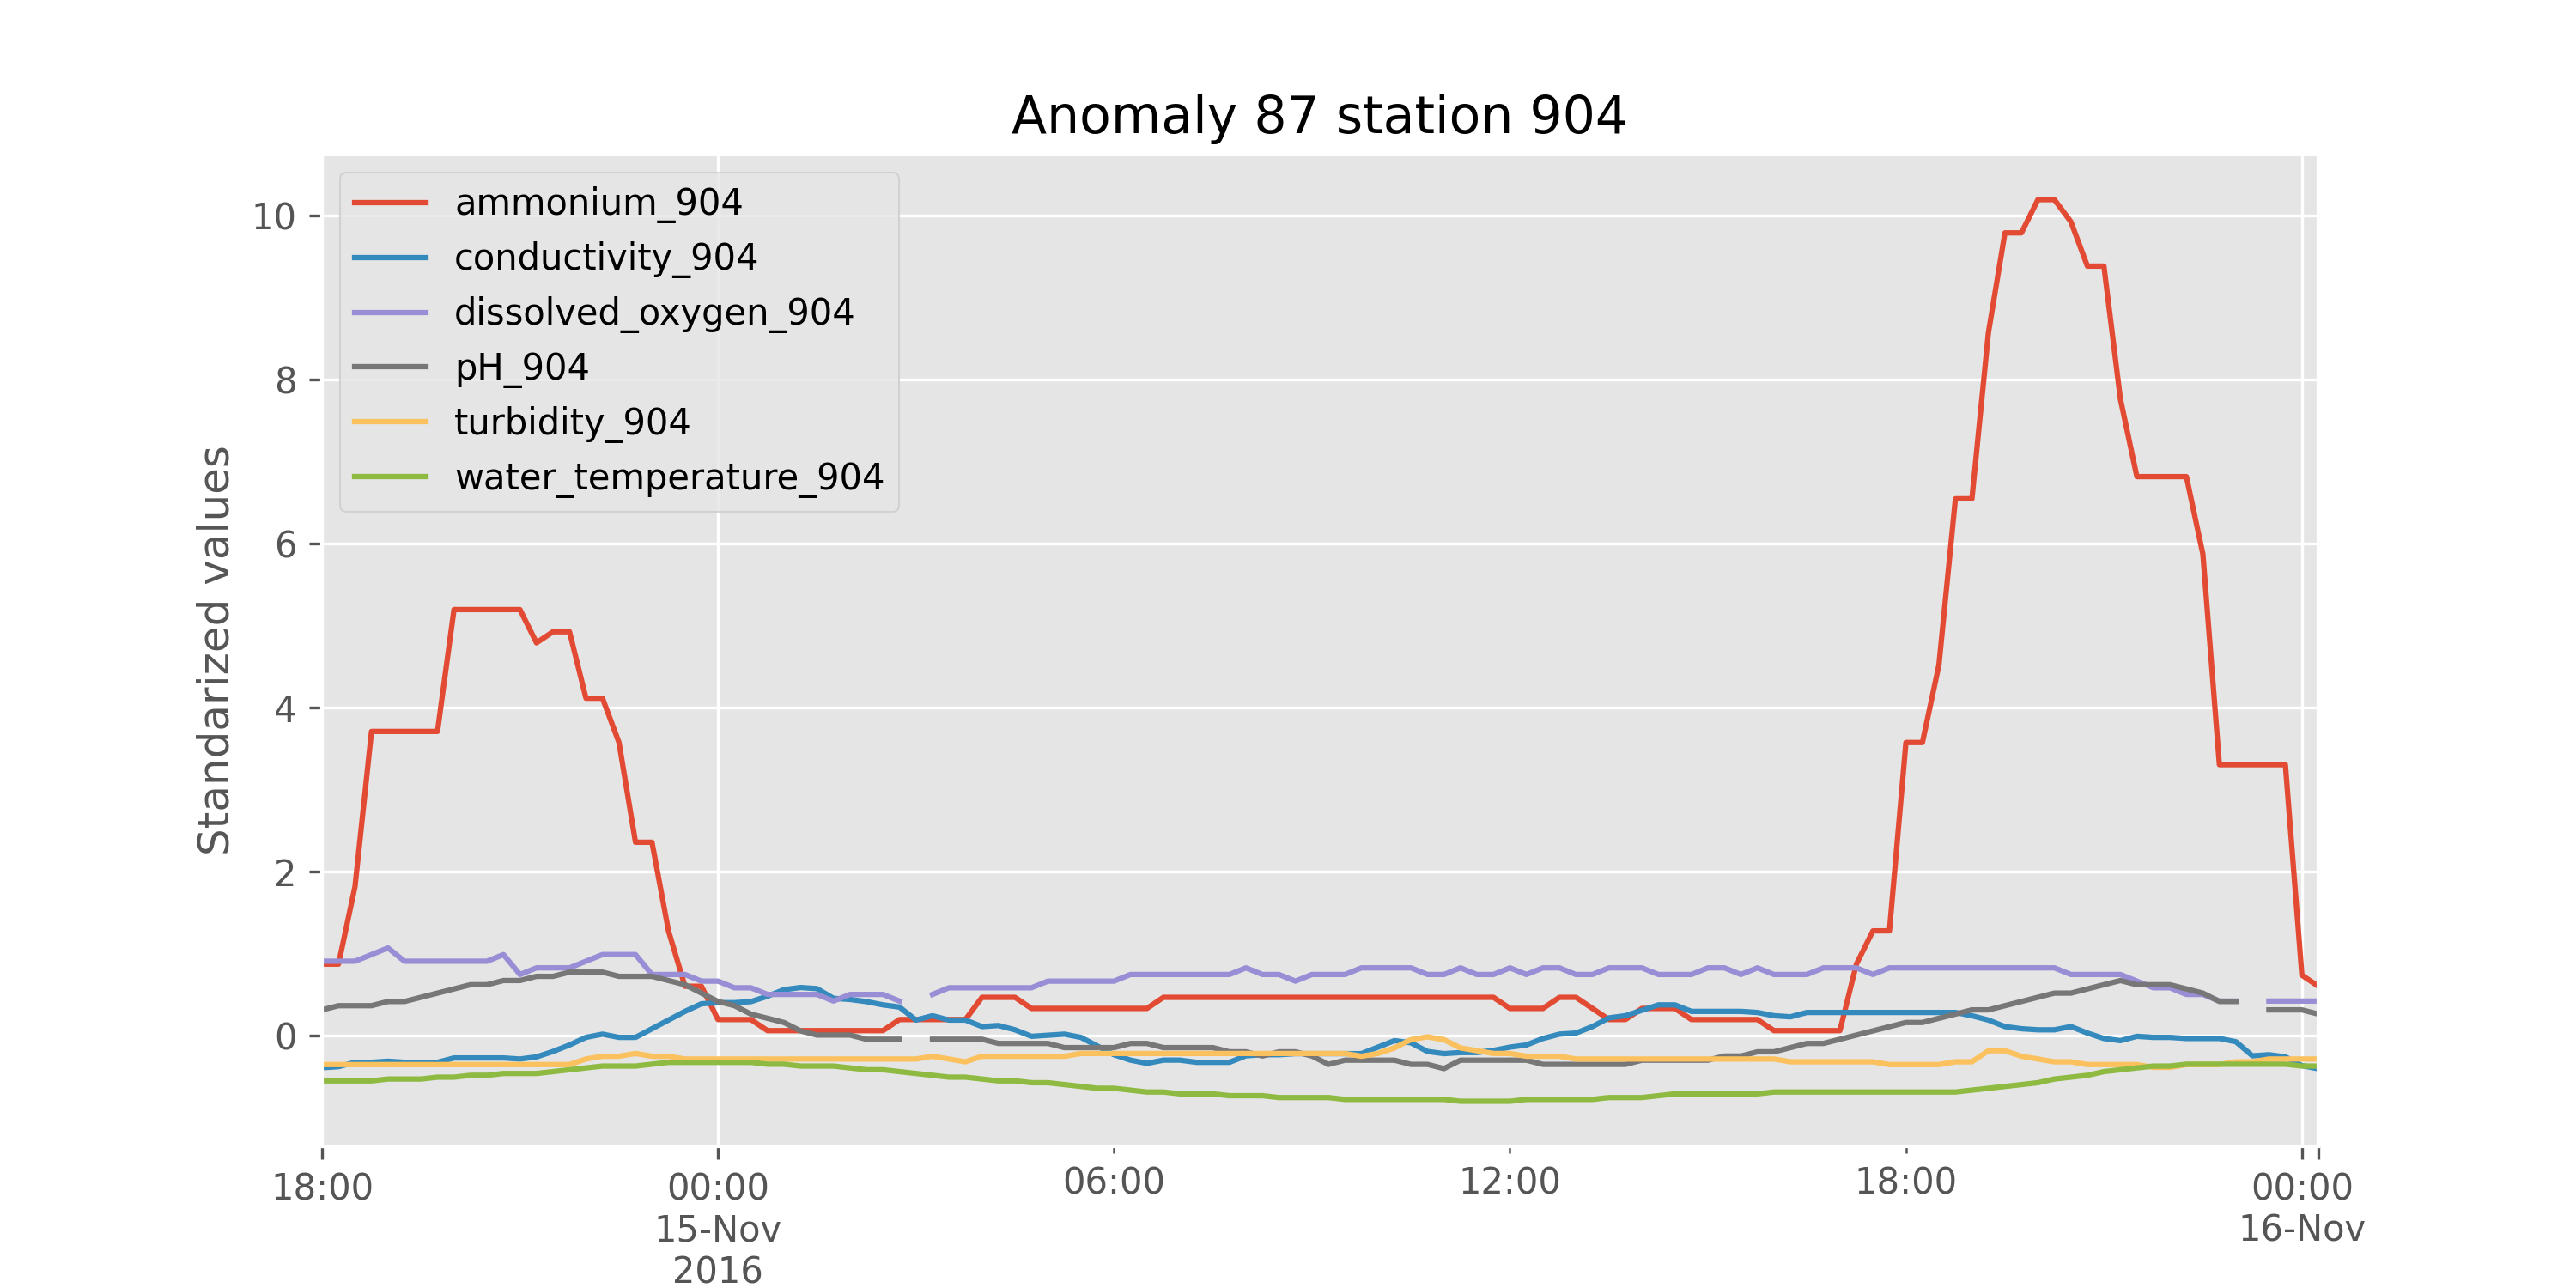 Anomaly 87 station 904
ammonium_904
conductivity_904
dissolved_oxygen_904
pH_904
turbidity_904
water_temperature_904
Standarized values
10
8
6
4
2
0
18:00
00:00
15-Nov
2016
06:00
12:00
18:00
00:00
16-Nov